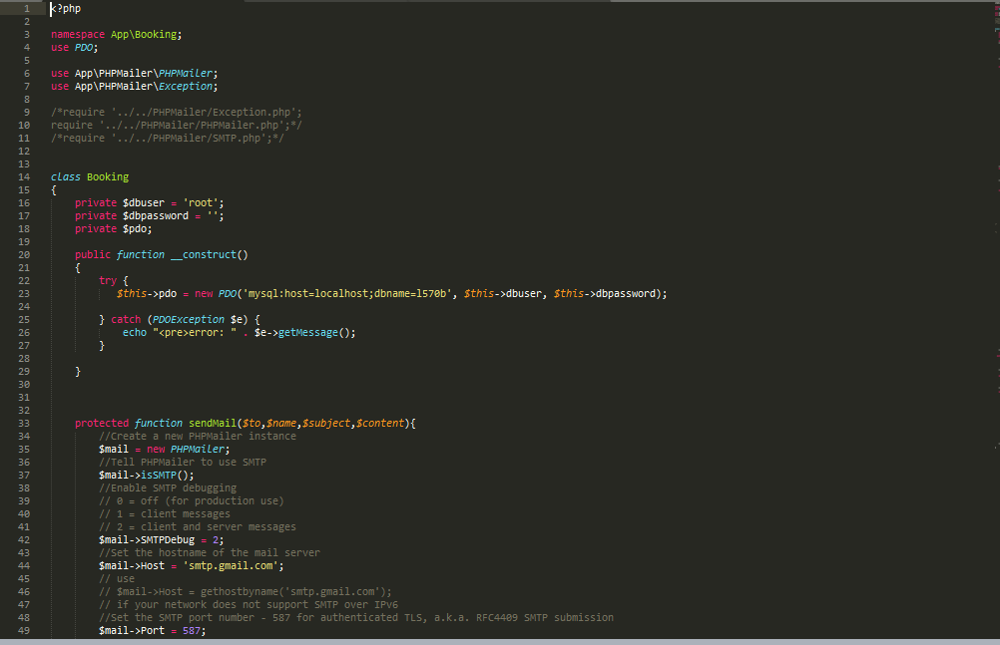 1 <?php
2
3 namespace App\Booking;
4 use PDO;
5
6 use App\PHPMailer\PHPMailer;
7 use App\PHPMailer\Exception;
8
9 /*require '../../PHPMailer/Exception.php';
10 require '../../PHPMailer/PHPMailer.php';*/
11 /*require '../../PHPMailer/SMTP.php';*/
12
13
14 class Booking
15 {
16 private $dbuser = 'root';
17 private $dbpassword = '';
18 private $pdo;
19
20 public function __construct()
21 {
22 try {
23 $this->pdo = new PDO('mysql:host=localhost;dbname=l570b', $this->dbuser, $this->dbpassword);
24
25 } catch (PDOException $e) {
26 echo "<pre>error: " . $e->getMessage();
27 }
28
29 }
30
31
32
33 protected function sendMail($to,$name,$subject,$content){
34 //Create a new PHPMailer instance
35 $mail = new PHPMailer;
36 //Tell PHPMailer to use SMTP
37 $mail->isSMTP();
38 //Enable SMTP debugging
39 // 0 = off (for production use)
40 // 1 = client messages
41 // 2 = client and server messages
42 $mail->SMTPDebug = 2;
43 //Set the hostname of the mail server
44 $mail->Host = 'smtp.gmail.com';
45 // use
46 // $mail->Host = gethostbyname('smtp.gmail.com');
47 // if your network does not support SMTP over IPv6
48 //Set the SMTP port number - 587 for authenticated TLS, a.k.a. RFC4409 SMTP submission
49 $mail->Port = 587;